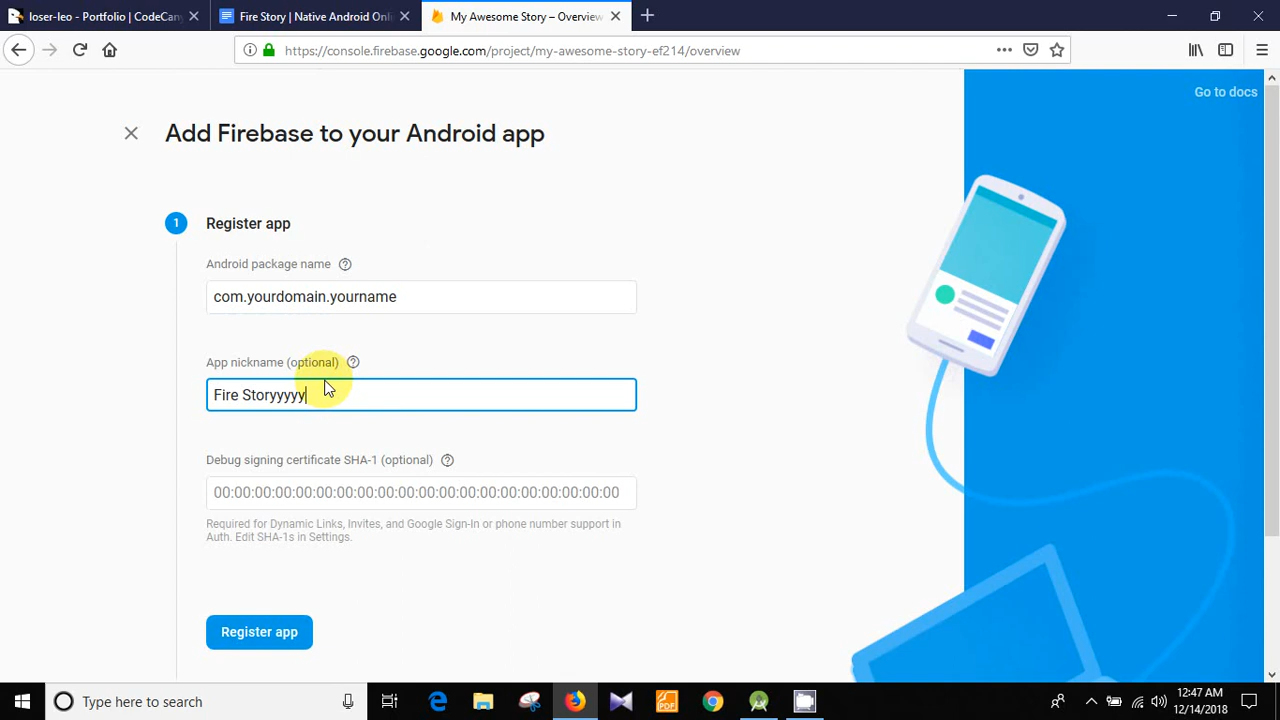 loser-leo - Portfolio | CodeCany
Fire Story | Native Android Onli
My Awesome Story – Overview
https://console.firebase.google.com/project/my-awesome-story-ef214/overview
Go to docs
Add Firebase to your Android app
1 Register app
Android package name
com.yourdomain.yourname
App nickname (optional)
Fire Storyyyyy
Debug signing certificate SHA-1 (optional)
00:00:00:00:00:00:00:00:00:00:00:00:00:00:00:00:00:00:00:00
Required for Dynamic Links, Invites, and Google Sign-In or phone number support in
Auth. Edit SHA-1s in Settings.
Register app
Type here to search
PDF
12:47 AM
12/14/2018